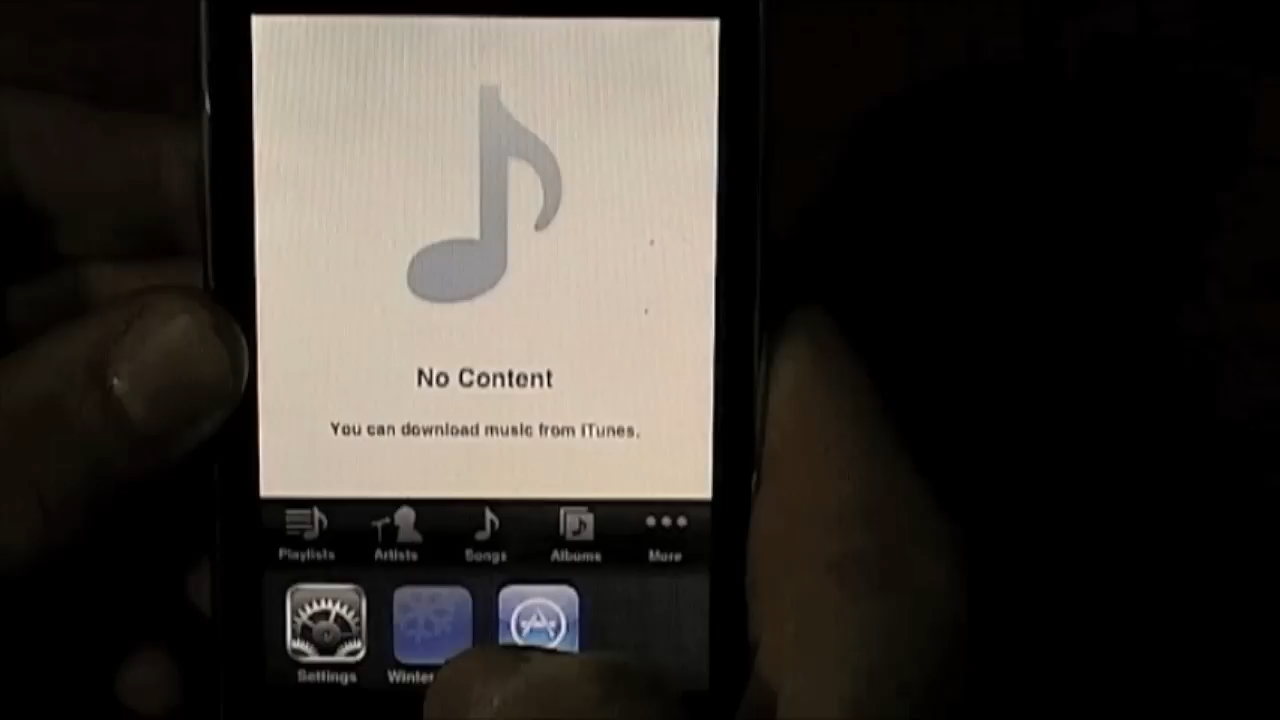 No Content
You can download music from iTunes.
Playlists Artists Songs Albums More
Settings Winter